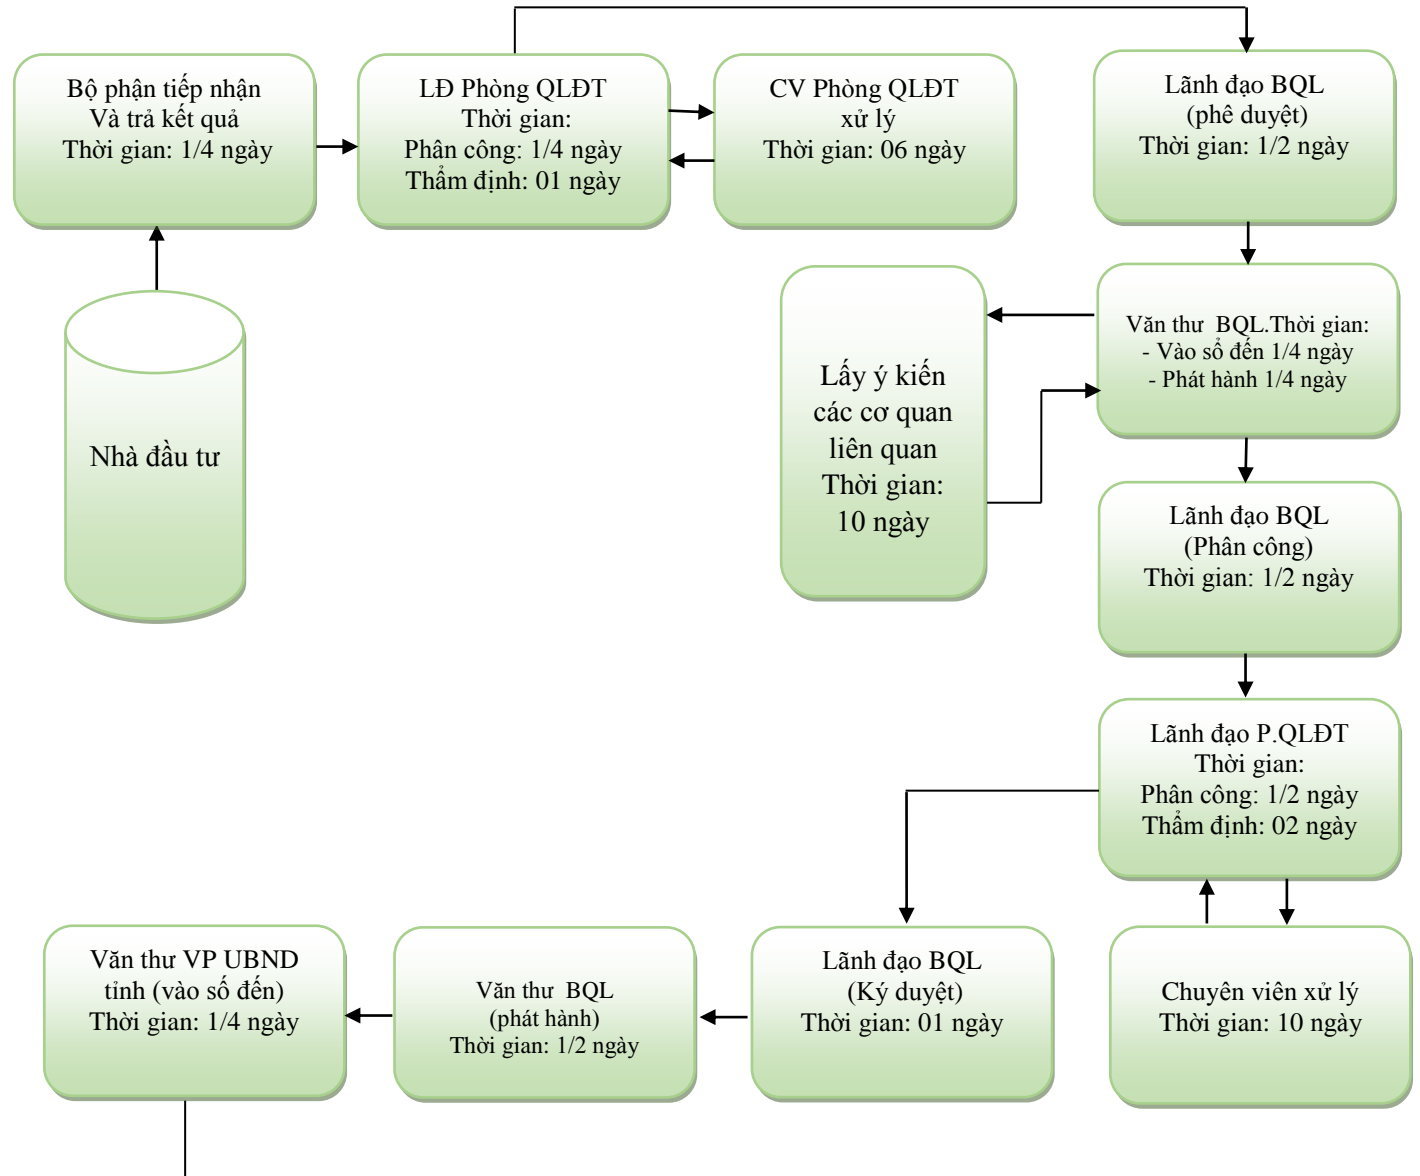 Bộ phận tiếp nhận
Và trả kết quả
Thời gian: 1/4 ngày
LĐ Phòng QLĐT
Thời gian:
Phân công: 1/4 ngày
Thẩm định: 01 ngày
CV Phòng QLĐT
xử lý
Thời gian: 06 ngày
Lãnh đạo BQL
(phê duyệt)
Thời gian: 1/2 ngày
Nhà đầu tư
Lấy ý kiến
các cơ quan
liên quan
Thời gian:
10 ngày
Văn thư BQL.Thời gian:
- Vào sổ đến 1/4 ngày
- Phát hành 1/4 ngày
Lãnh đạo BQL
(Phân công)
Thời gian: 1/2 ngày
Lãnh đạo P.QLĐT
Thời gian:
Phân công: 1/2 ngày
Thẩm định: 02 ngày
Chuyên viên xử lý
Thời gian: 10 ngày
Lãnh đạo BQL
(Ký duyệt)
Thời gian: 01 ngày
Văn thư BQL
(phát hành)
Thời gian: 1/2 ngày
Văn thư VP UBND
tỉnh (vào số đến)
Thời gian: 1/4 ngày